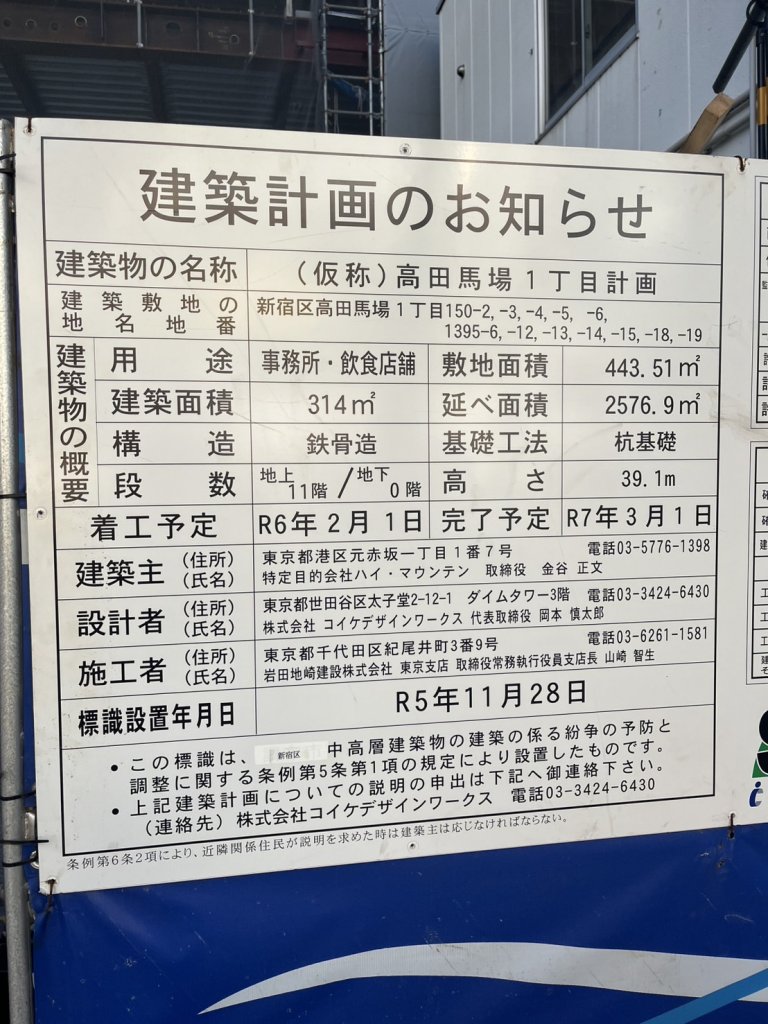 建築計画のお知らせ
建築物の名称 （仮称）高田馬場１丁目計画
建築敷地の地名地番 新宿区高田馬場１丁目150-2, -3, -4, -5, -6,
1395-6, -12, -13, -14, -15, -18, -19
建築物の概要
用途 事務所・飲食店舗 敷地面積 443.51㎡
建築面積 314㎡ 延べ面積 2576.9㎡
構造 鉄骨造 基礎工法 杭基礎
段数 地上11階／地下0階 高さ 39.1m
着工予定 R6年2月1日 完了予定 R7年3月1日
建築主 （住所） 東京都港区元赤坂一丁目１番７号 電話03-5776-1398
（氏名） 特定目的会社ハイ・マウンテン 取締役 金谷 正文
設計者 （住所） 東京都世田谷区太子堂2-12-1 ダイムタワー3階 電話03-3424-6430
（氏名） 株式会社 コイケデザインワークス 代表取締役 岡本 慎太郎
施工者 （住所） 東京都千代田区紀尾井町3番9号 電話03-6261-1581
（氏名） 岩田地崎建設株式会社 東京支店 取締役常務執行役員支店長 山崎 智生
標識設置年月日 R5年11月28日
・この標識は、新宿区 中高層建築物の建築の係る紛争の予防と
調整に関する条例第5条第1項の規定により設置したものです。
・上記建築計画についての説明の申出は下記へ御連絡下さい。
（連絡先）株式会社コイケデザインワークス 電話03-3424-6430
条例第6条2項により、近隣関係住民が説明を求めた時は建築主は応じなければならない。